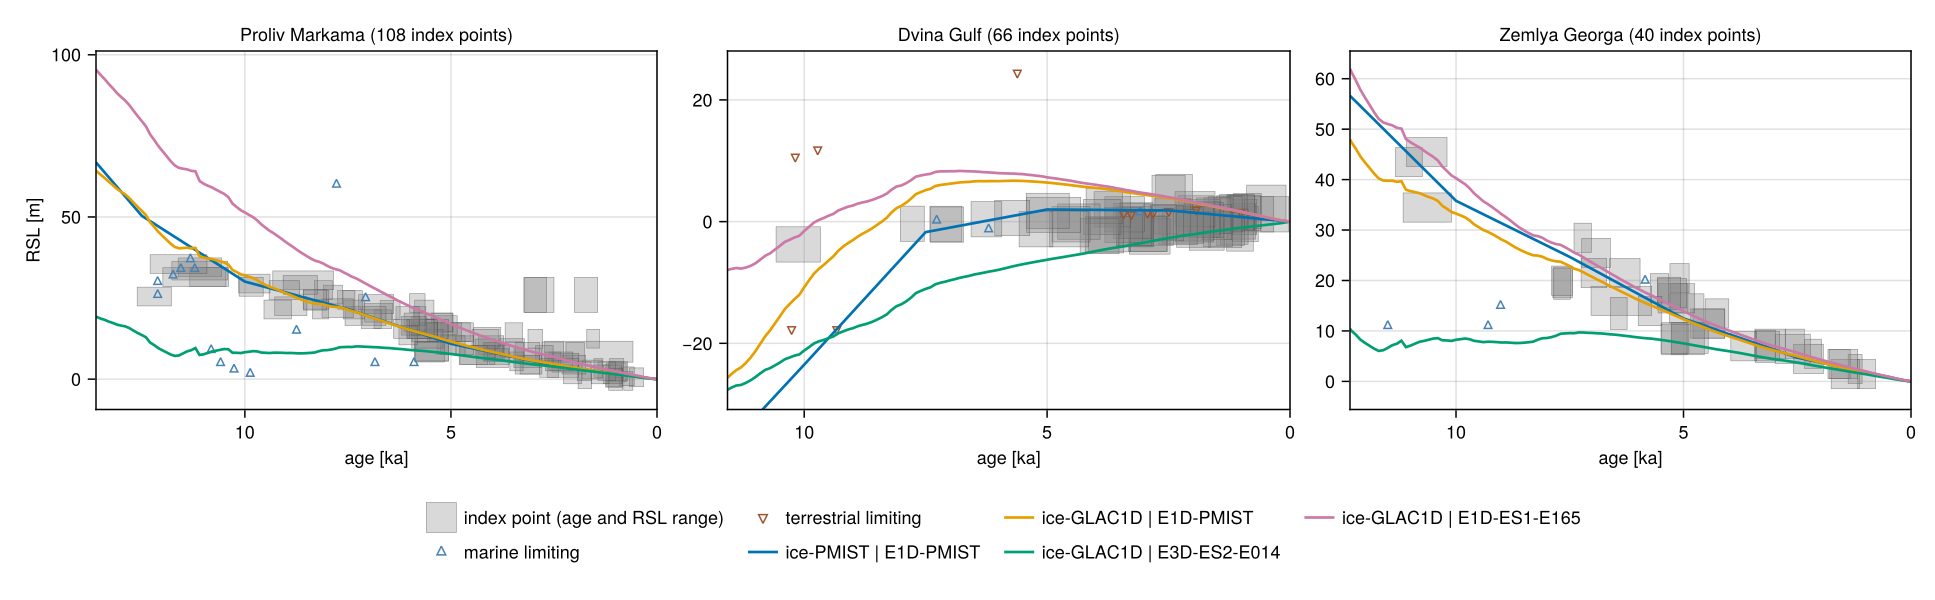 Proliv Markama (108 index points)
Dvina Gulf (66 index points)
Zemlya Georga (40 index points)
RSL [m]
100
50
0
10
5
0
age [ka]
20
0
−20
10
5
0
age [ka]
60
50
40
30
20
10
0
10
5
0
age [ka]
index point (age and RSL range)
terrestrial limiting
ice-GLAC1D | E1D-PMIST
ice-GLAC1D | E1D-ES1-E165
marine limiting
ice-PMIST | E1D-PMIST
ice-GLAC1D | E3D-ES2-E014